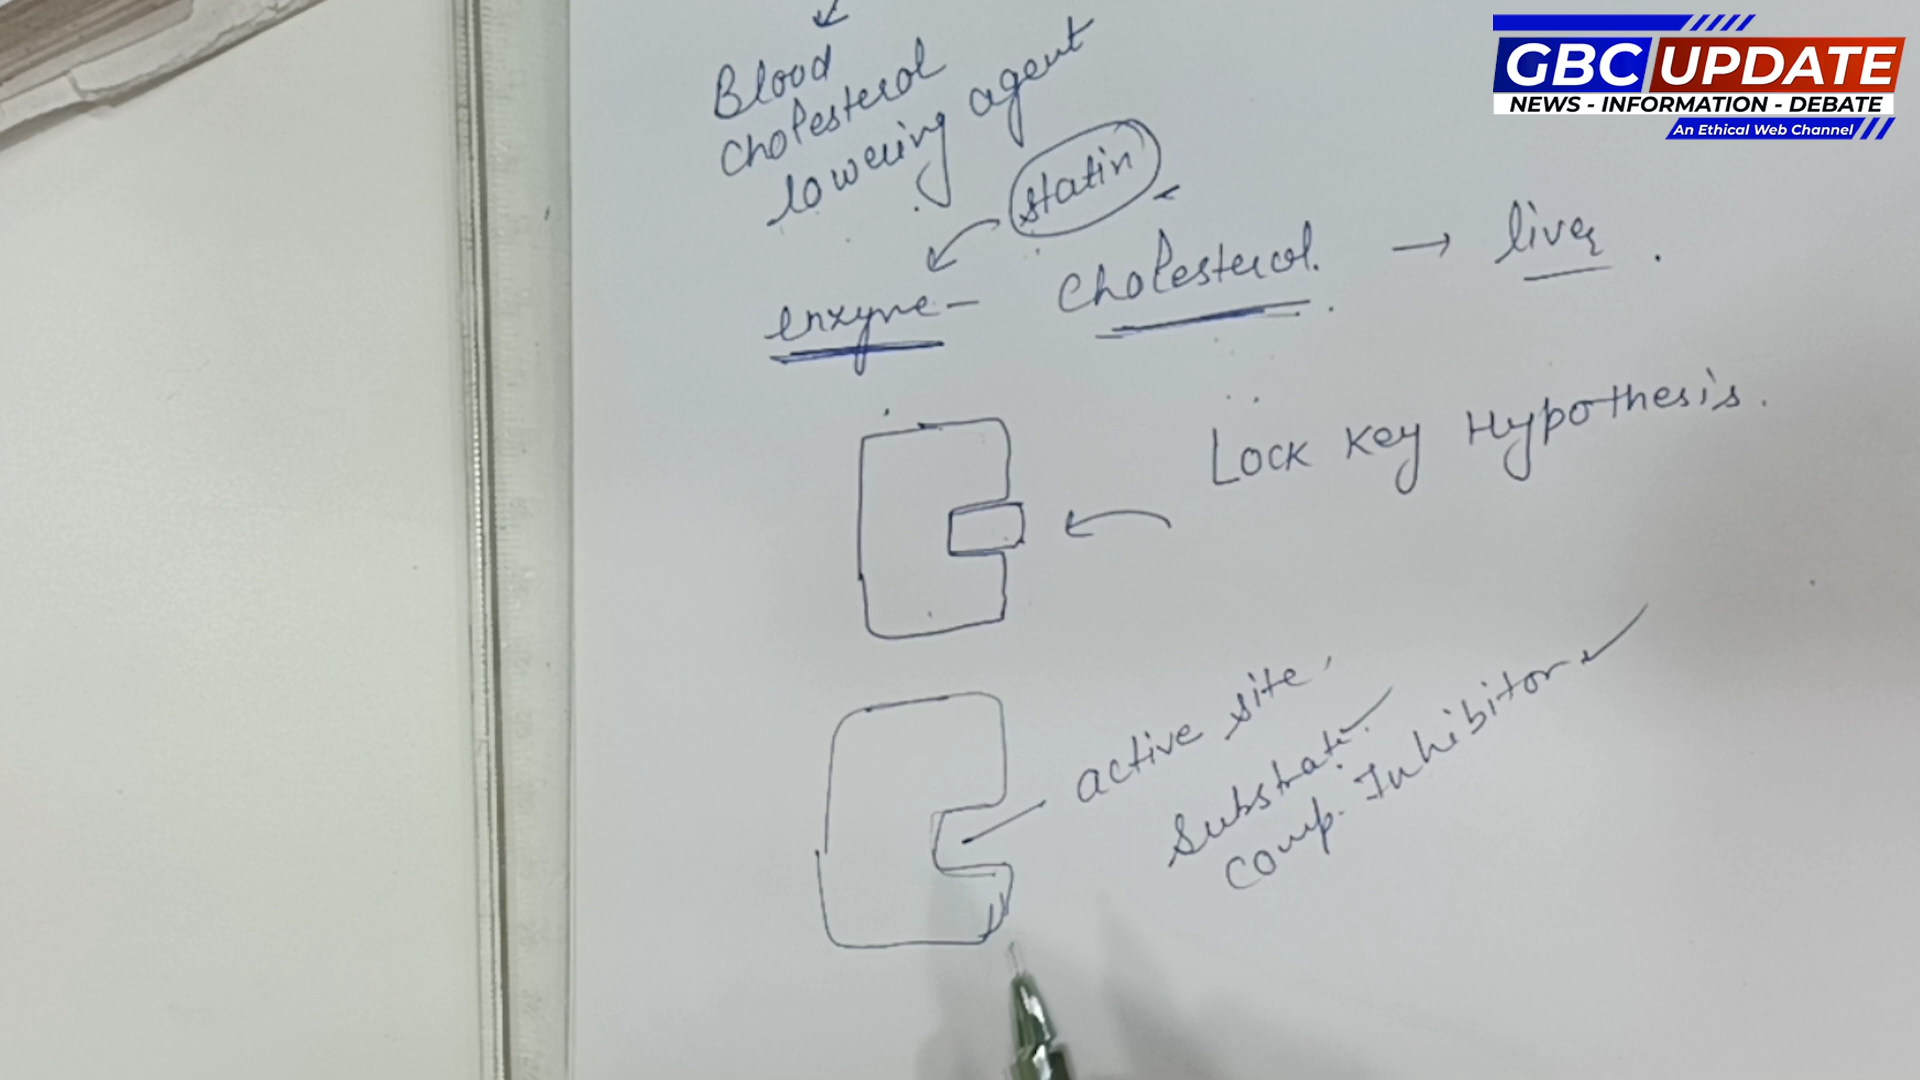 GBC UPDATE
NEWS - INFORMATION - DEBATE
An Ethical Web Channel
Blood
cholesterol
lowering agent
statin
enzyme - cholesterol. → liver .
Lock Key Hypothesis.
active site
Substrate
comp. Inhibitor